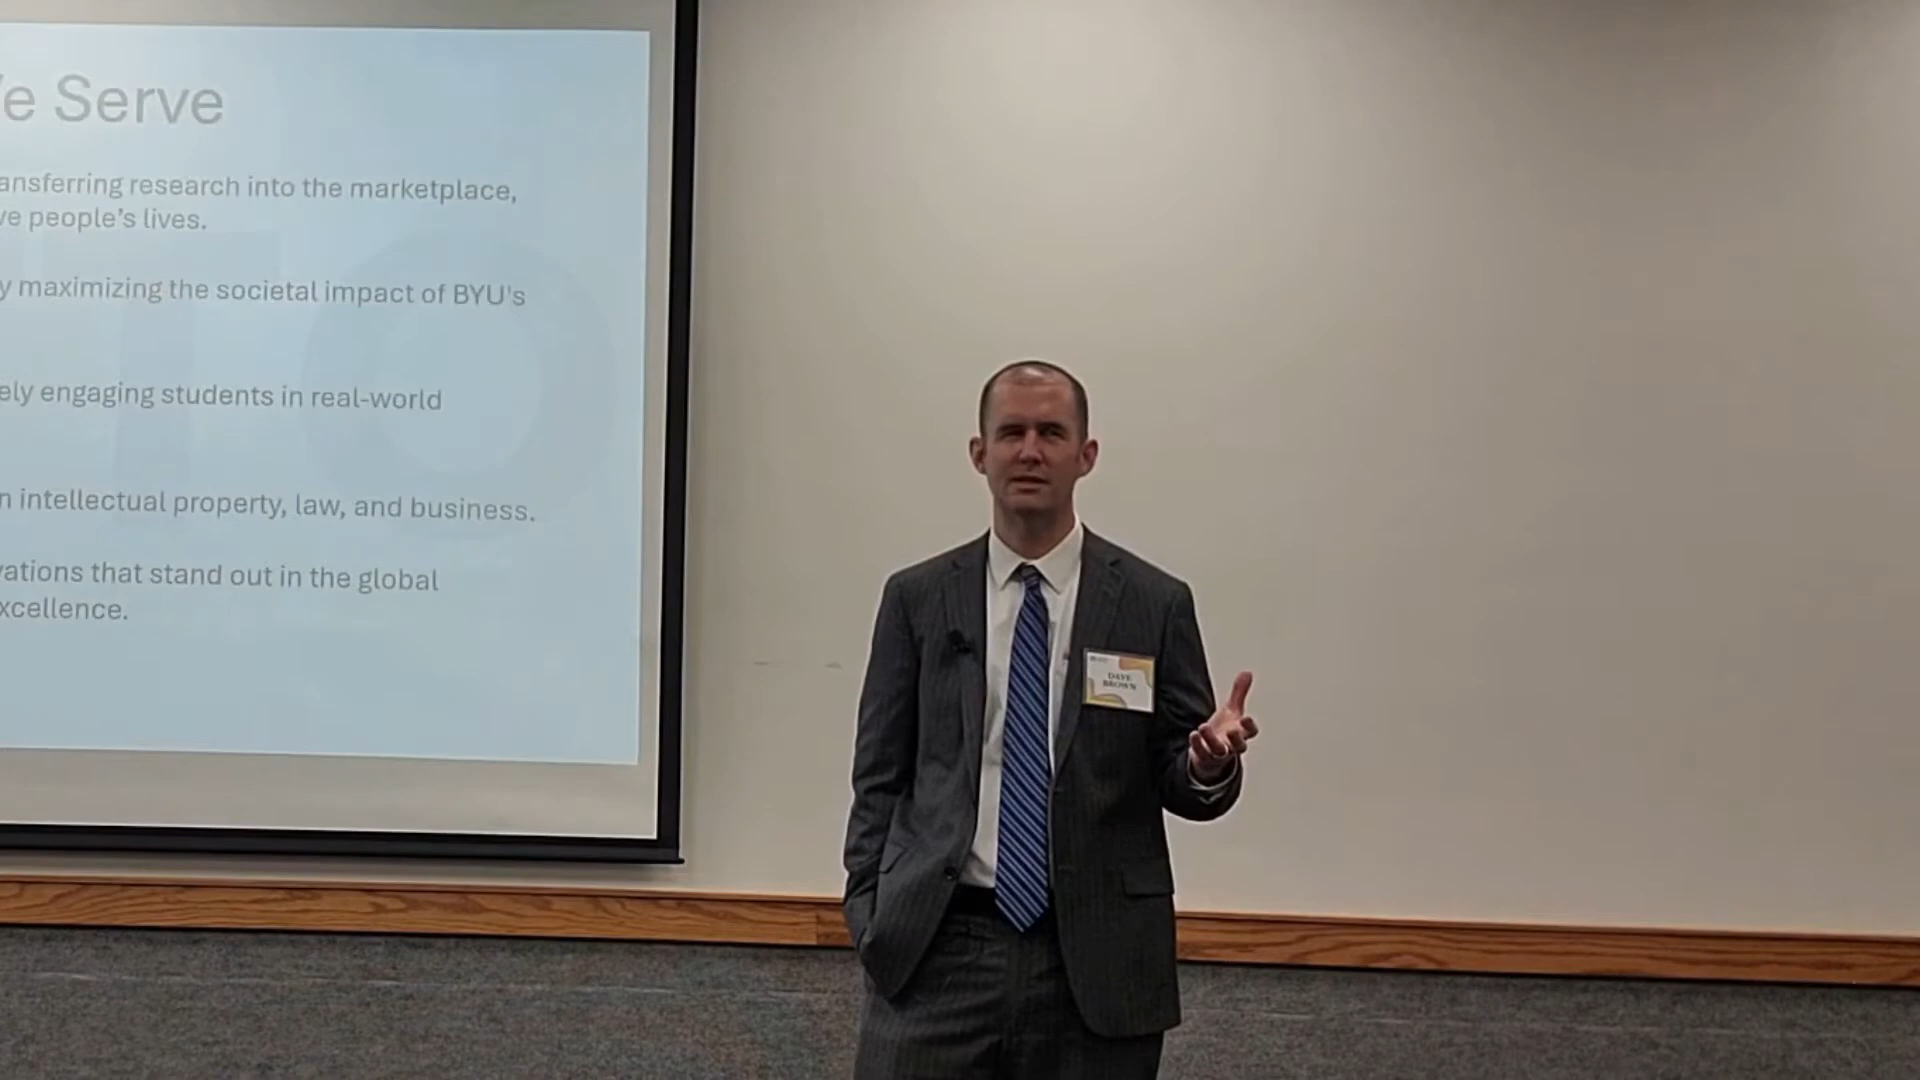 e Serve
ansferring research into the marketplace,
ve people's lives.
y maximizing the societal impact of BYU's
ely engaging students in real-world
n intellectual property, law, and business.
vations that stand out in the global
xcellence.
DAVE
BROWN